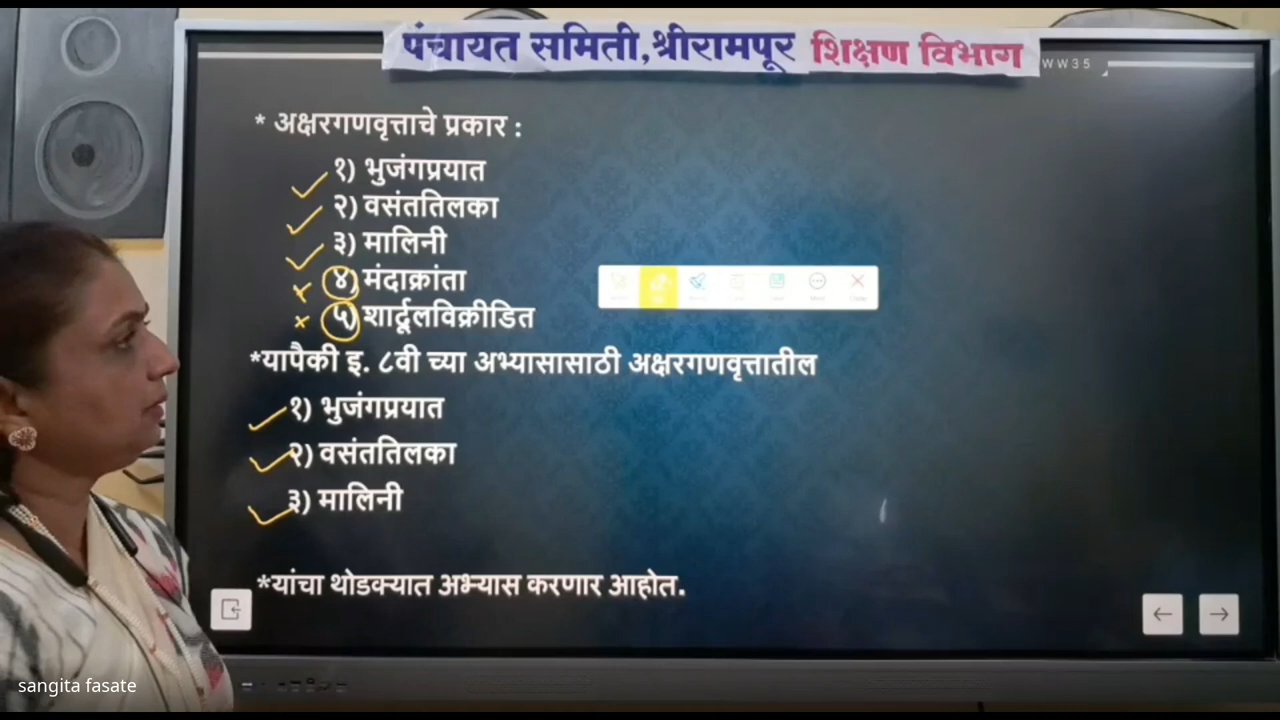 पंचायत समिती,श्रीरामपूर शिक्षण विभाग
WW35
* अक्षरगणवृत्ताचे प्रकार :
१) भुजंगप्रयात
२) वसंततिलका
३) मालिनी
४) मंदाक्रांता
५) शार्दूलविक्रीडित
*यापैकी इ. ८वी च्या अभ्यासासाठी अक्षरगणवृत्तातील
१) भुजंगप्रयात
२) वसंततिलका
३) मालिनी
*यांचा थोडक्यात अभ्यास करणार आहोत.
sangita fasate